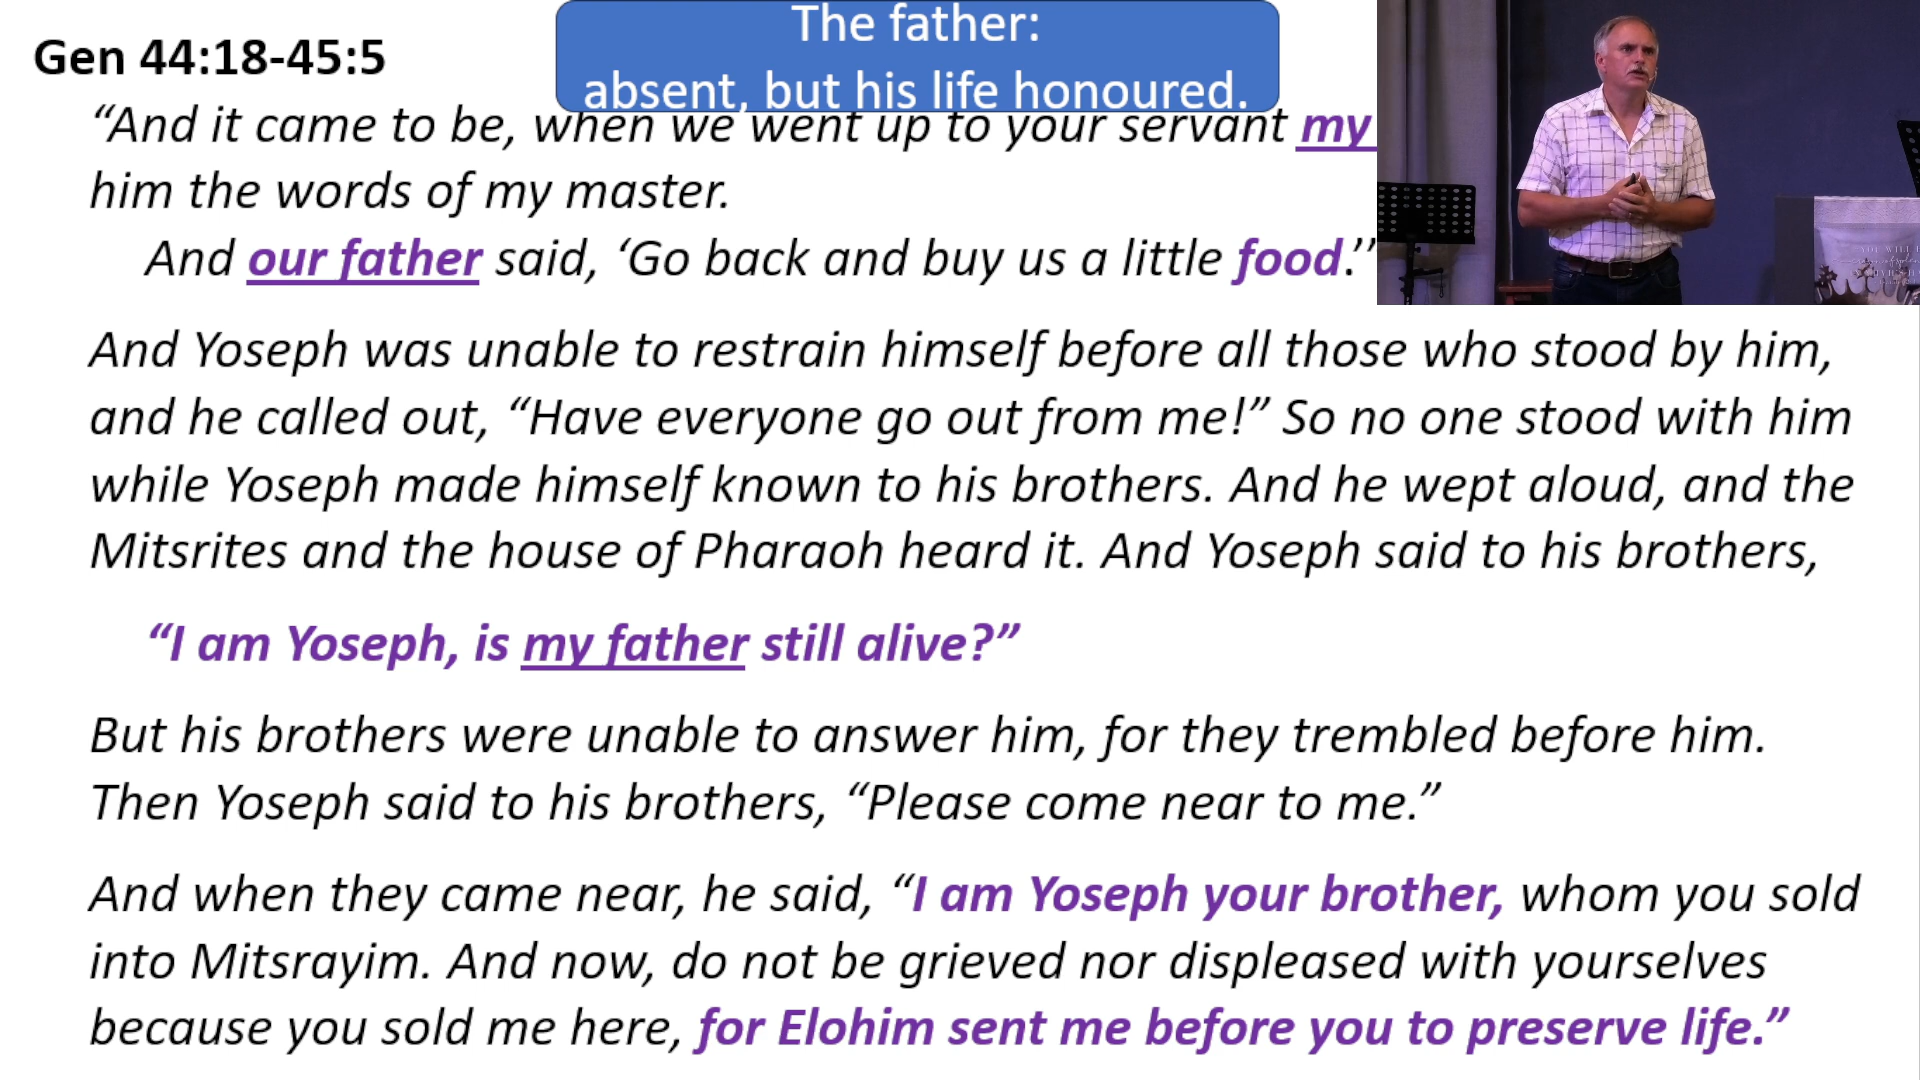 The father:
absent, but his life honoured.
Gen 44:18-45:5
“And it came to be, when we went up to your servant my
him the words of my master.
And our father said, ‘Go back and buy us a little food.’’
And Yoseph was unable to restrain himself before all those who stood by him,
and he called out, “Have everyone go out from me!” So no one stood with him
while Yoseph made himself known to his brothers. And he wept aloud, and the
Mitsrites and the house of Pharaoh heard it. And Yoseph said to his brothers,
“I am Yoseph, is my father still alive?”
But his brothers were unable to answer him, for they trembled before him.
Then Yoseph said to his brothers, “Please come near to me.”
And when they came near, he said, “I am Yoseph your brother, whom you sold
into Mitsrayim. And now, do not be grieved nor displeased with yourselves
because you sold me here, for Elohim sent me before you to preserve life.”